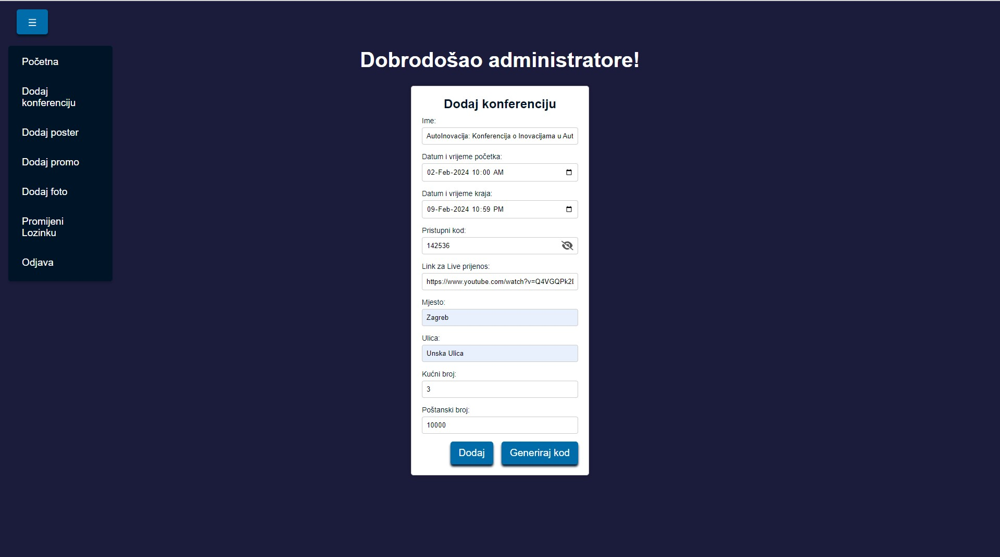 ☰
Početna
Dodaj
konferenciju
Dodaj poster
Dodaj promo
Dodaj foto
Promijeni
Lozinku
Odjava
Dobrodošao administratore!
Dodaj konferenciju
Ime:
AutoInovacija: Konferencija o Inovacijama u Aut
Datum i vrijeme početka:
02-Feb-2024 10:00 AM
Datum i vrijeme kraja:
09-Feb-2024 10:59 PM
Pristupni kod:
142536
Link za Live prijenos:
https://www.youtube.com/watch?v=Q4VGQPk2
Mjesto:
Zagreb
Ulica:
Unska Ulica
Kućni broj:
3
Poštanski broj:
10000
Dodaj Generiraj kod